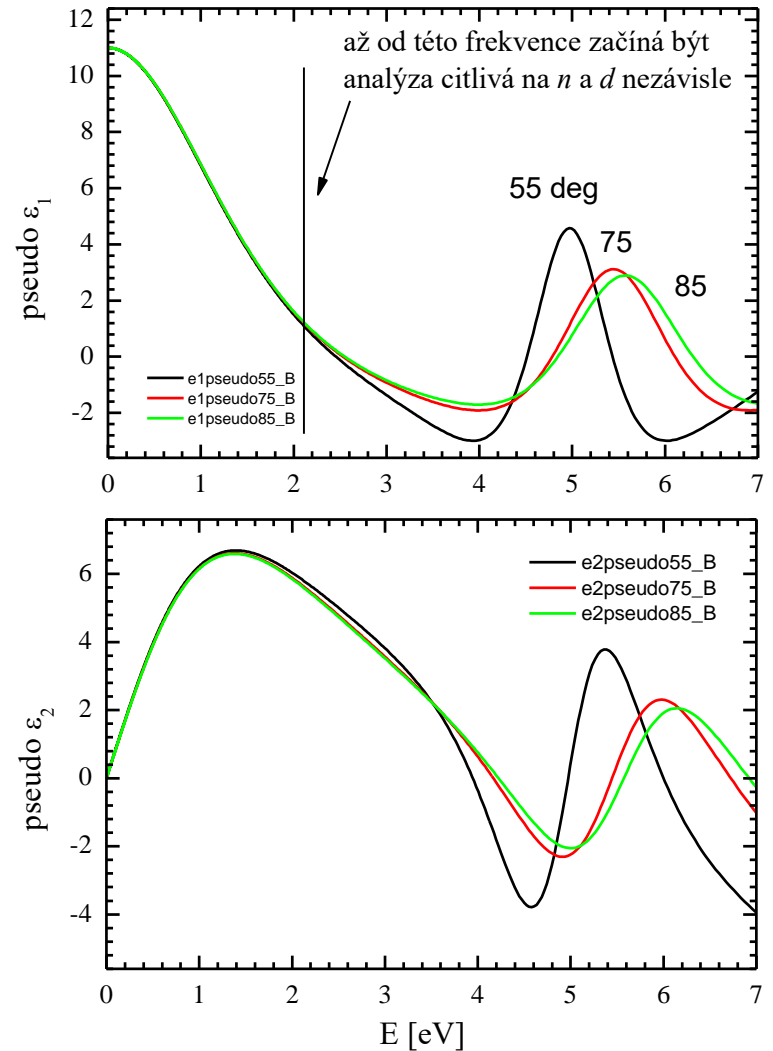 až od této frekvence začíná být
analýza citlivá na n a d nezávisle
12
10
8
6
4
2
0
-2
pseudo ε1
55 deg
75
85
e1pseudo55_B
e1pseudo75_B
e1pseudo85_B
0 1 2 3 4 5 6 7
6
4
2
0
-2
-4
pseudo ε2
e2pseudo55_B
e2pseudo75_B
e2pseudo85_B
0 1 2 3 4 5 6 7
E [eV]